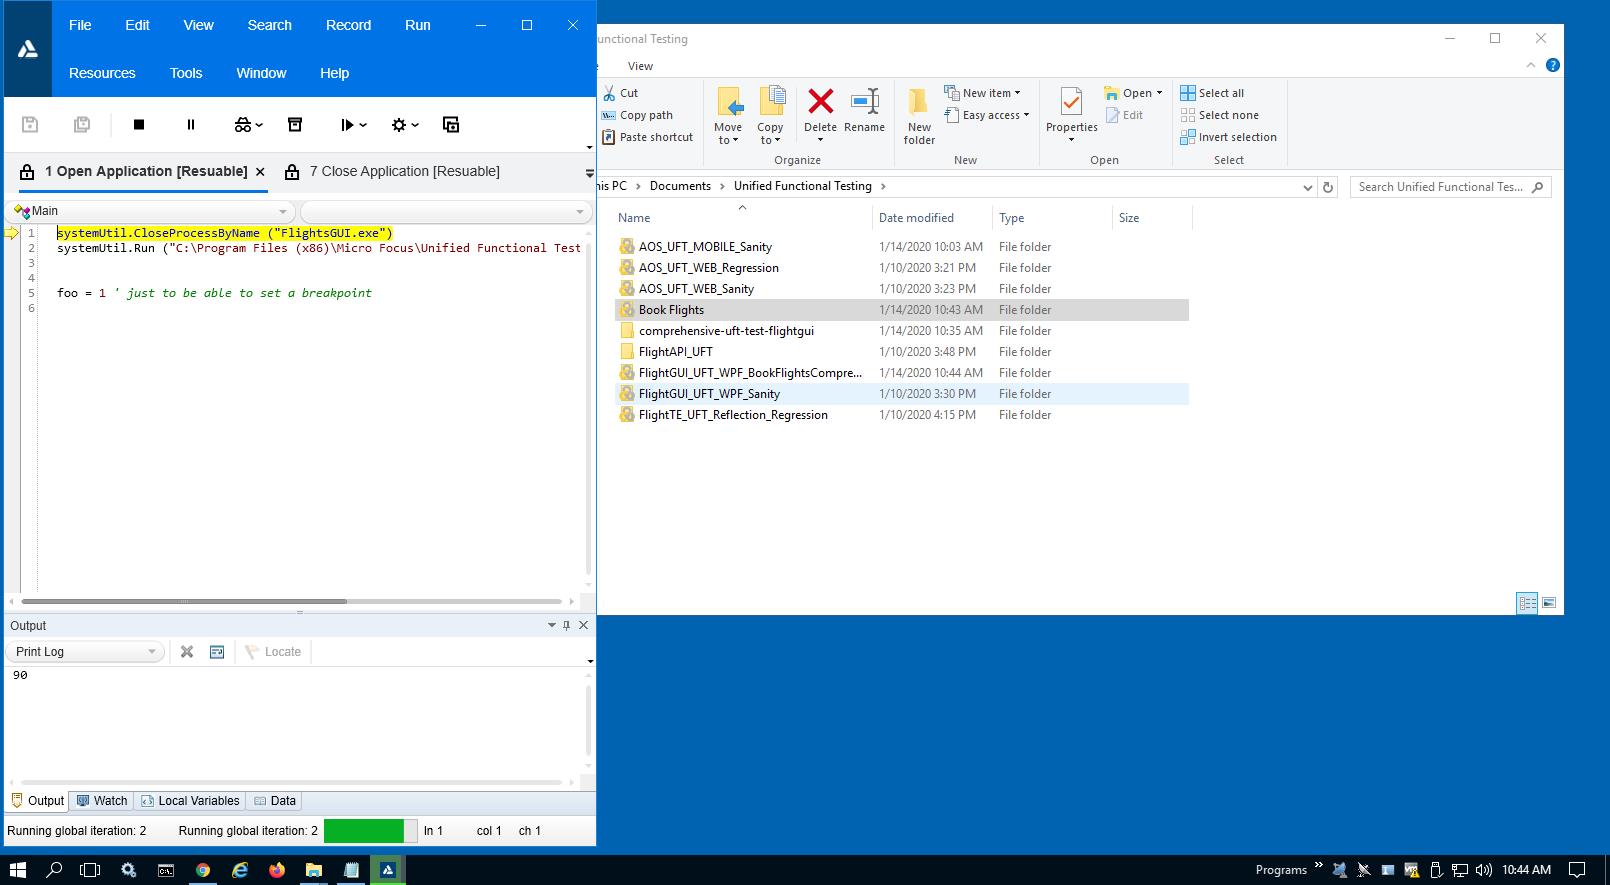 File Edit View Search Record Run
Resources Tools Window Help
1 Open Application [Resuable] 7 Close Application [Resuable]
Main
1 systemUtil.CloseProcessByName ("FlightsGUI.exe")
2 systemUtil.Run ("C:\Program Files (x86)\Micro Focus\Unified Functional Test
3
4
5 foo = 1 ' just to be able to set a breakpoint
6
Output
Print Log Locate
90
Output Watch Local Variables Data
Running global iteration: 2 Running global iteration: 2 ln 1 col 1 ch 1
unctional Testing
View
Cut
Copy path
Paste shortcut
Move to
Copy to
Delete
Rename
Organize
New folder
New item
Easy access
New
Properties
Open
Edit
Open
Select all
Select none
Invert selection
Select
his PC > Documents > Unified Functional Testing >
Search Unified Functional Tes...
Name Date modified Type Size
AOS_UFT_MOBILE_Sanity 1/14/2020 10:03 AM File folder
AOS_UFT_WEB_Regression 1/10/2020 3:21 PM File folder
AOS_UFT_WEB_Sanity 1/10/2020 3:23 PM File folder
Book Flights 1/14/2020 10:43 AM File folder
comprehensive-uft-test-flightgui 1/14/2020 10:35 AM File folder
FlightAPI_UFT 1/10/2020 3:48 PM File folder
FlightGUI_UFT_WPF_BookFlightsCompre... 1/14/2020 10:44 AM File folder
FlightGUI_UFT_WPF_Sanity 1/10/2020 3:30 PM File folder
FlightTE_UFT_Reflection_Regression 1/10/2020 4:15 PM File folder
Programs 10:44 AM